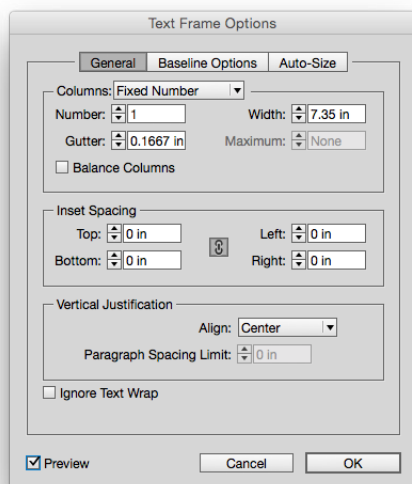 Text Frame Options
General Baseline Options Auto-Size
Columns: Fixed Number
Number: 1 Width: 7.35 in
Gutter: 0.1667 in Maximum: None
Balance Columns
Inset Spacing
Top: 0 in Left: 0 in
Bottom: 0 in Right: 0 in
Vertical Justification
Align: Center
Paragraph Spacing Limit: 0 in
Ignore Text Wrap
Preview Cancel OK